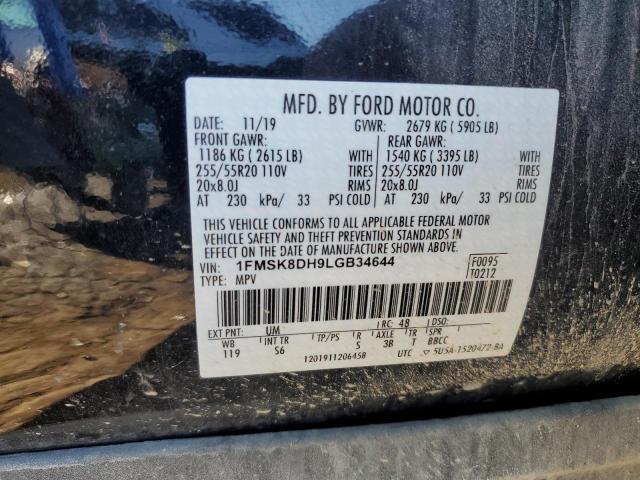 MFD. BY FORD MOTOR CO.
DATE: 11/19 GVWR: 2679 KG ( 5905 LB)
FRONT GAWR: REAR GAWR:
1186 KG ( 2615 LB) WITH 1540 KG ( 3395 LB) WITH
255/55R20 110V TIRES 255/55R20 110V TIRES
20x8.0J RIMS 20x8.0J RIMS
AT 230 kPa/ 33 PSI COLD AT 230 kPa/ 33 PSI COLD
THIS VEHICLE CONFORMS TO ALL APPLICABLE FEDERAL MOTOR
VEHICLE SAFETY AND THEFT PREVENTION STANDARDS IN
EFFECT ON THE DATE OF MANUFACTURE SHOWN ABOVE.
VIN: 1FMSK8DH9LGB34644 F0095
TYPE: MPV T0212
EXT PNT: UM RC: 48 DSO:
WB INT TR TP/PS R AXLE TR SPR
119 S6 S 3B T BBCC
1201911206458 UTC ▽ 5U5A-1520472-BA